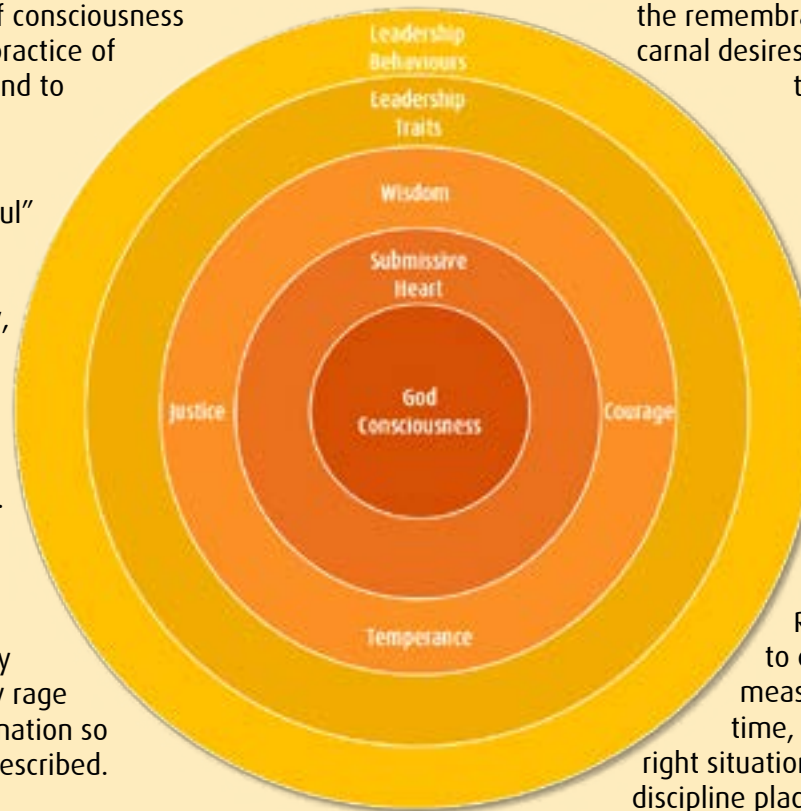 f consciousness
practice of
nd to
ul”
,
.
y
y rage
nation so
escribed.
Leadership
Behaviours
Leadership
Traits
Wisdom
Submissive
Heart
God
Consciousness
Justice
Courage
Temperance
the remembra
carnal desires
t
R
to
meas
time,
right situation
discipline plac